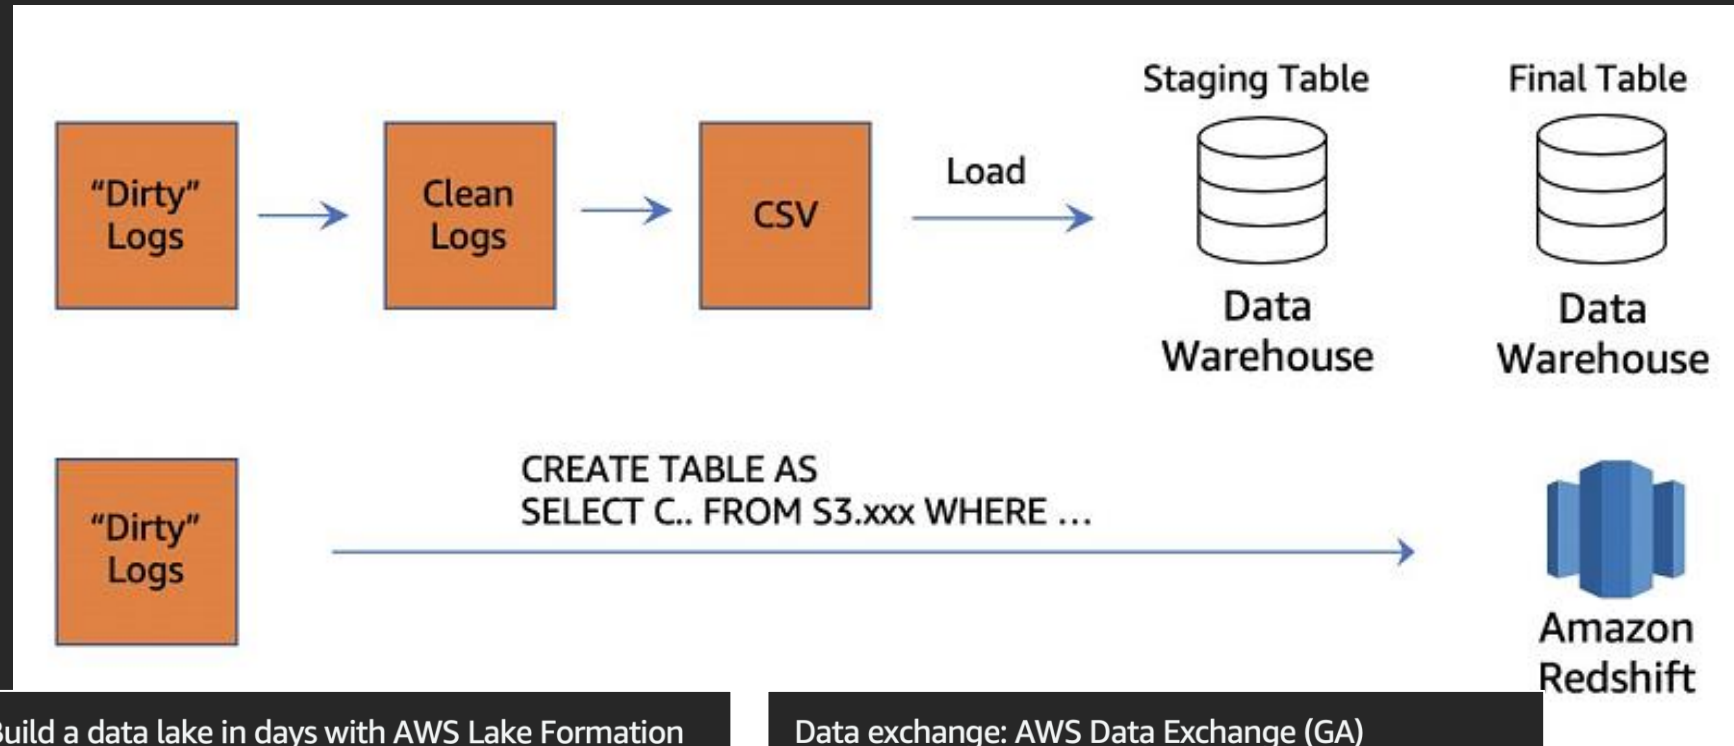 Staging Table
Final Table
“Dirty”
Logs
Clean
Logs
CSV
Load
Data
Warehouse
Data
Warehouse
“Dirty”
Logs
CREATE TABLE AS
SELECT C.. FROM S3.xxx WHERE ...
Amazon
Redshift
Build a data lake in days with AWS Lake Formation
Data exchange: AWS Data Exchange (GA)